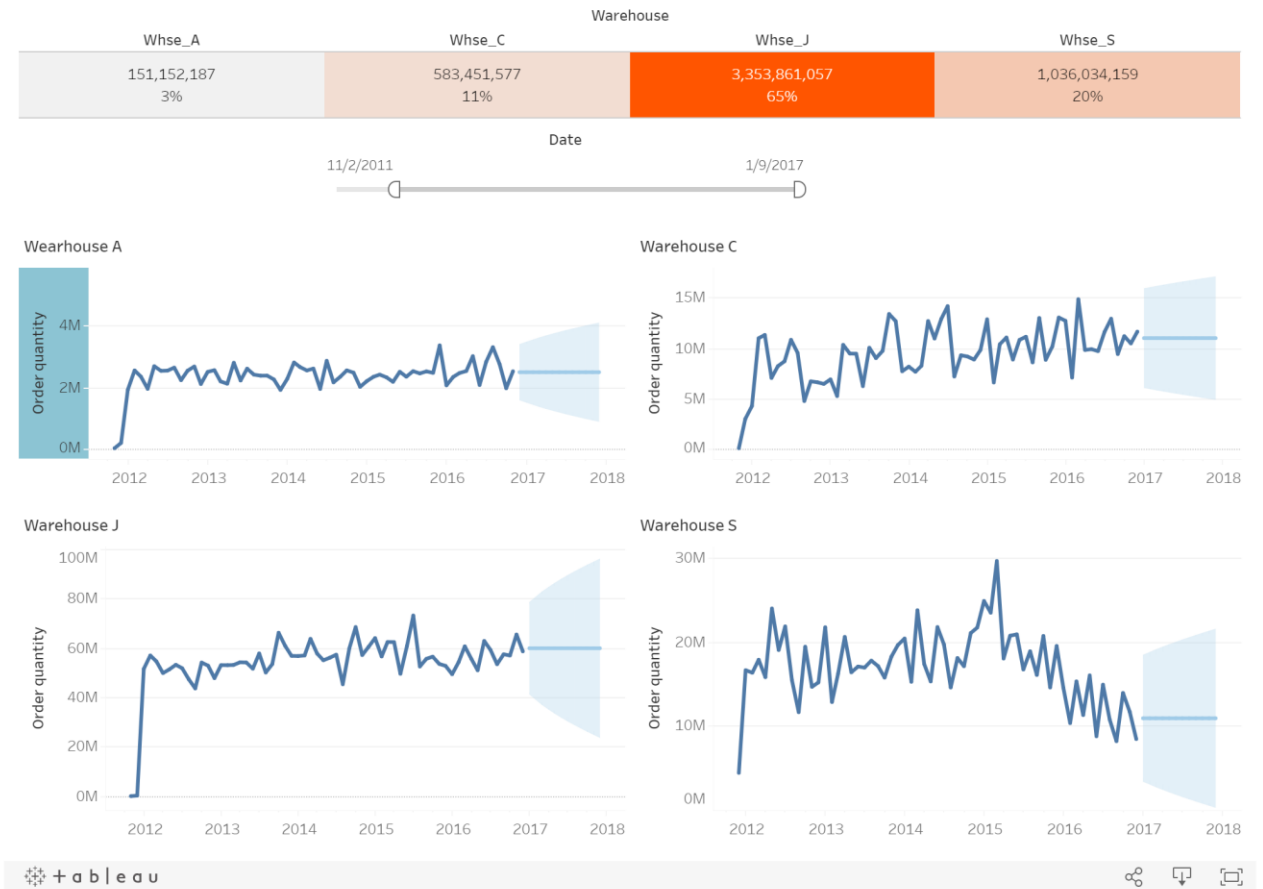 Warehouse
Whse_A Whse_C Whse_J Whse_S
151,152,187 583,451,577 3,353,861,057 1,036,034,159
3% 11% 65% 20%
Date
11/2/2011 1/9/2017
Wearhouse A
Order quantity
4M
2M
0M
2012 2013 2014 2015 2016 2017 2018
Warehouse C
Order quantity
15M
10M
5M
0M
2012 2013 2014 2015 2016 2017 2018
Warehouse J
Order quantity
100M
80M
60M
40M
20M
0M
2012 2013 2014 2015 2016 2017 2018
Warehouse S
Order quantity
30M
20M
10M
0M
2012 2013 2014 2015 2016 2017 2018
+ a b | e a u